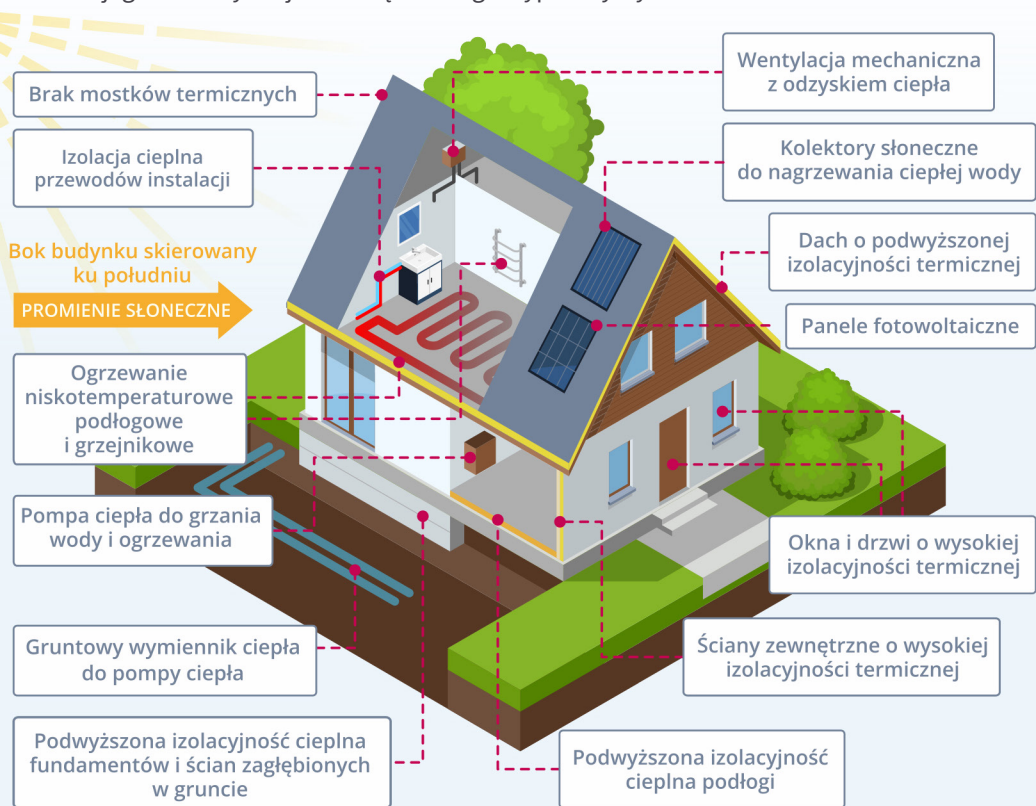 Brak mostków termicznych
Izolacja cieplna
przewodów instalacji
Bok budynku skierowany
ku południu
PROMIENIE SŁONECZNE
Ogrzewanie
niskotemperaturowe
podłogowe
i grzejnikowe
Pompa ciepła do grzania
wody i ogrzewania
Gruntowy wymiennik ciepła
do pompy ciepła
Podwyższona izolacyjność cieplna
fundamentów i ścian zagłębionych
w gruncie
Wentylacja mechaniczna
z odzyskiem ciepła
Kolektory słoneczne
do nagrzewania ciepłej wody
Dach o podwyższonej
izolacyjności termicznej
Panele fotowoltaiczne
Okna i drzwi o wysokiej
izolacyjności termicznej
Ściany zewnętrzne o wysokiej
izolacyjności termicznej
Podwyższona izolacyjność
cieplna podłogi